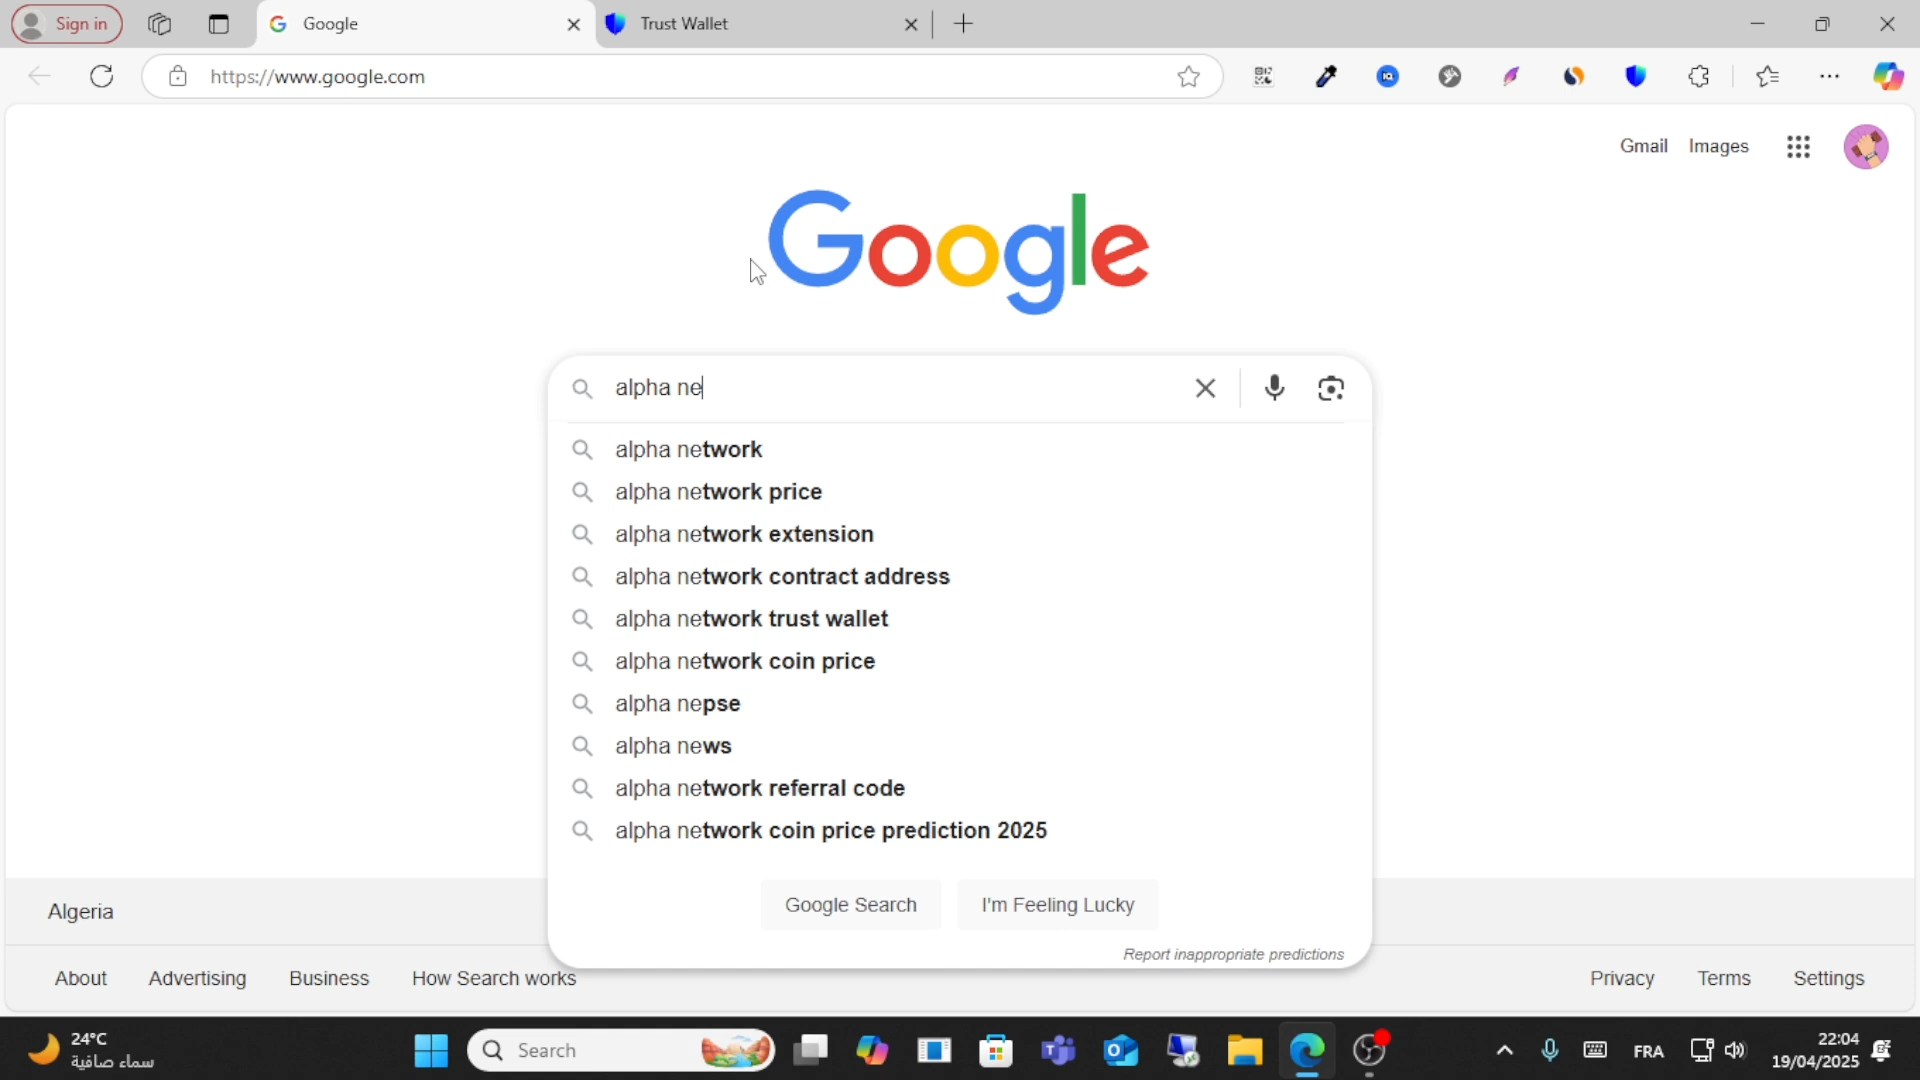 Sign in
Google
Trust Wallet
https://www.google.com
Gmail
Images
Google
alpha ne
alpha network
alpha network price
alpha network extension
alpha network contract address
alpha network trust wallet
alpha network coin price
alpha nepse
alpha news
alpha network referral code
alpha network coin price prediction 2025
Google Search
I'm Feeling Lucky
Report inappropriate predictions
Algeria
About
Advertising
Business
How Search works
Privacy
Terms
Settings
24°C
سماء صافية
Search
FRA
22:04
19/04/2025